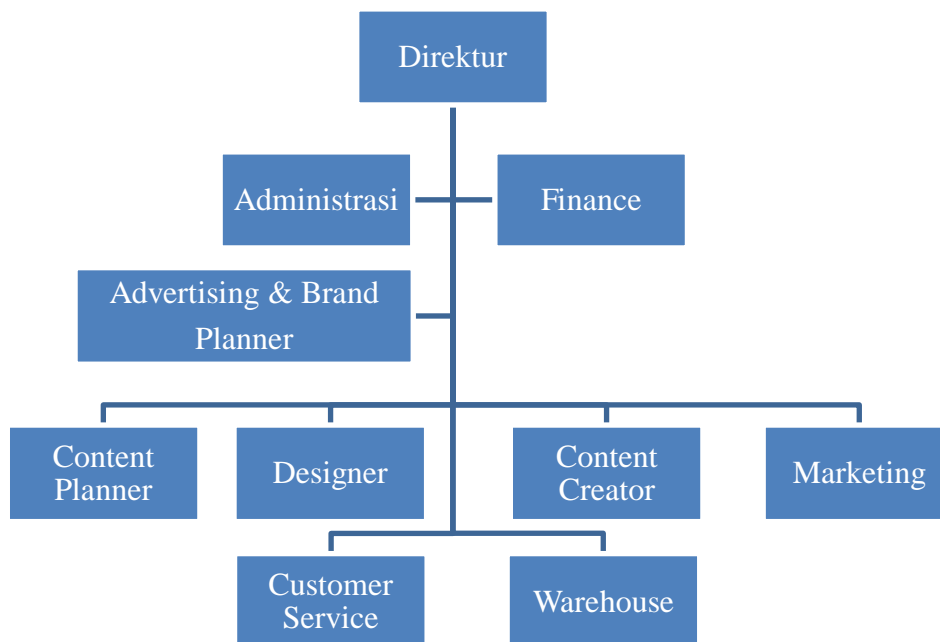 Direktur
Administrasi
Finance
Advertising & Brand
Planner
Content
Planner
Designer
Content
Creator
Marketing
Customer
Service
Warehouse